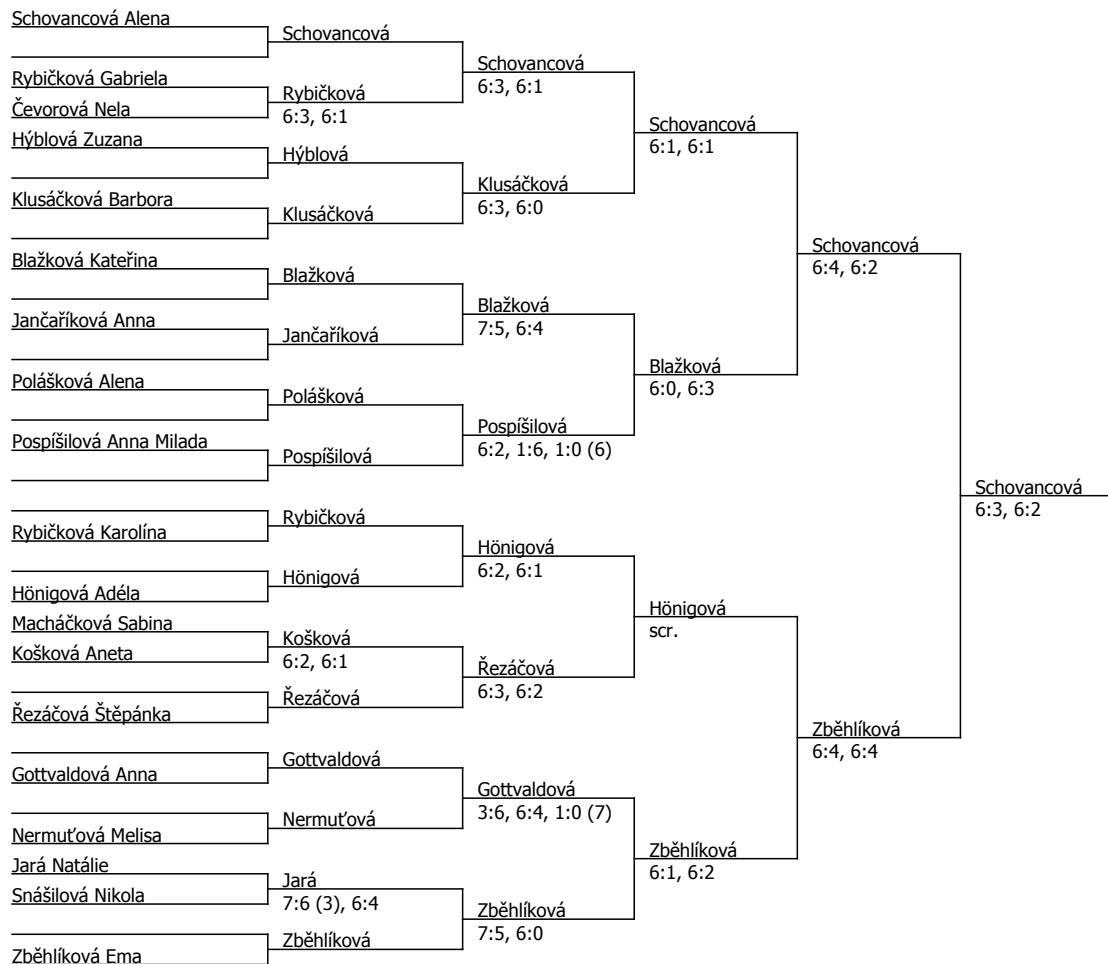 Schovancová Alena
Rybičková Gabriela
Čevorová Nela
Hýblová Zuzana
Klusáčková Barbora
Blažková Kateřina
Jančaříková Anna
Polášková Alena
Pospíšilová Anna Milada
Rybičková Karolína
Hönigová Adéla
Macháčková Sabina
Košková Aneta
Řezáčová Štěpánka
Gottvaldová Anna
Nermuťová Melisa
Jará Natálie
Snášilová Nikola
Zběhlíková Ema
Schovancová
Rybičková
6:3, 6:1
Hýblová
Klusáčková
Blažková
Jančaříková
Polášková
Pospíšilová
Rybičková
Hönigová
Košková
6:2, 6:1
Řezáčová
Gottvaldová
Nermuťová
Jará
7:6 (3), 6:4
Zběhlíková
Schovancová
6:3, 6:1
Klusáčková
6:3, 6:0
Blažková
7:5, 6:4
Pospíšilová
6:2, 1:6, 1:0 (6)
Hönigová
6:2, 6:1
Řezáčová
6:3, 6:2
Gottvaldová
3:6, 6:4, 1:0 (7)
Zběhlíková
7:5, 6:0
Schovancová
6:1, 6:1
Blažková
6:0, 6:3
Hönigová
scr.
Zběhlíková
6:1, 6:2
Schovancová
6:4, 6:2
Zběhlíková
6:4, 6:4
Schovancová
6:3, 6:2